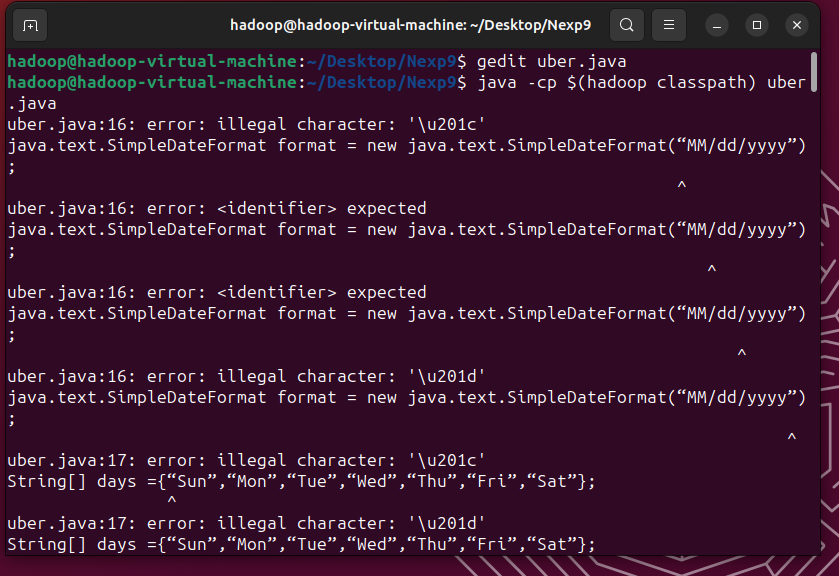 hadoop@hadoop-virtual-machine: ~/Desktop/Nexp9
hadoop@hadoop-virtual-machine:~/Desktop/Nexp9$ gedit uber.java
hadoop@hadoop-virtual-machine:~/Desktop/Nexp9$ java -cp $(hadoop classpath) uber
.java
uber.java:16: error: illegal character: '\u201c'
java.text.SimpleDateFormat format = new java.text.SimpleDateFormat(“MM/dd/yyyy”)
;
^
uber.java:16: error: <identifier> expected
java.text.SimpleDateFormat format = new java.text.SimpleDateFormat(“MM/dd/yyyy”)
;
^
uber.java:16: error: <identifier> expected
java.text.SimpleDateFormat format = new java.text.SimpleDateFormat(“MM/dd/yyyy”)
;
^
uber.java:16: error: illegal character: '\u201d'
java.text.SimpleDateFormat format = new java.text.SimpleDateFormat(“MM/dd/yyyy”)
;
^
uber.java:17: error: illegal character: '\u201c'
String[] days ={“Sun”,“Mon”,“Tue”,“Wed”,“Thu”,“Fri”,“Sat”};
^
uber.java:17: error: illegal character: '\u201d'
String[] days ={“Sun”,“Mon”,“Tue”,“Wed”,“Thu”,“Fri”,“Sat”};